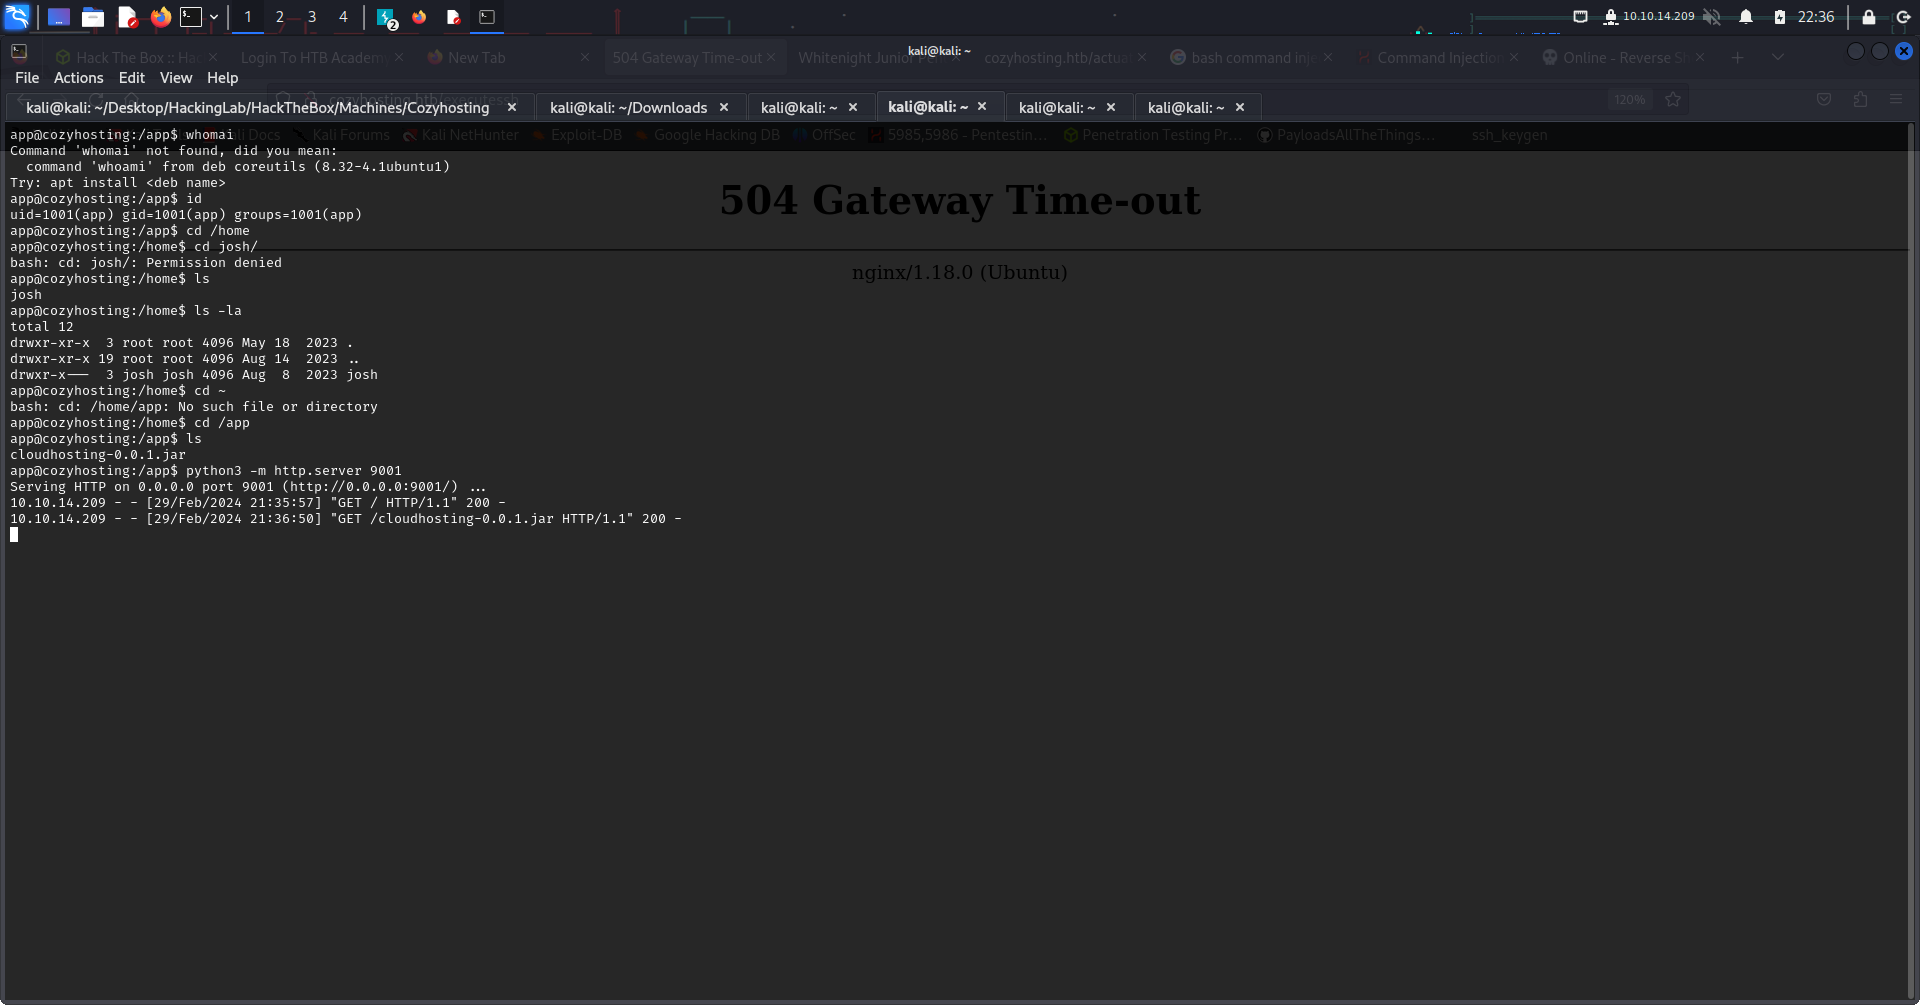 1 2 3 4 2 10.10.14.209 22:36
kali@kali: ~
Hack The Box :: Ha
Login To HTB Academy
New Tab
504 Gateway Time-out
Whitenight Junior
cozyhosting.htb/actua
bash command inje
Command Injection
Online - Reverse Sh
File Actions Edit View Help
kali@kali: ~/Desktop/HackingLab/HackTheBox/Machines/Cozyhosting
kali@kali: ~/Downloads
kali@kali: ~
kali@kali: ~
kali@kali: ~
kali@kali: ~
120%
Kali Docs Kali Forums Kali NetHunter Exploit-DB Google Hacking DB OffSec 5985,5986 - Pentestin... Penetration Testing Pr... PayloadsAllTheThings... ssh_keygen
app@cozyhosting:/app$ whomai
Command 'whomai' not found, did you mean:
  command 'whoami' from deb coreutils (8.32-4.1ubuntu1)
Try: apt install <deb name>
app@cozyhosting:/app$ id
uid=1001(app) gid=1001(app) groups=1001(app)
app@cozyhosting:/app$ cd /home
app@cozyhosting:/home$ cd josh/
bash: cd: josh/: Permission denied
app@cozyhosting:/home$ ls
josh
app@cozyhosting:/home$ ls -la
total 12
drwxr-xr-x  3 root root 4096 May 18  2023 .
drwxr-xr-x 19 root root 4096 Aug 14  2023 ..
drwxr-x---  3 josh josh 4096 Aug  8  2023 josh
app@cozyhosting:/home$ cd ~
bash: cd: /home/app: No such file or directory
app@cozyhosting:/home$ cd /app
app@cozyhosting:/app$ ls
cloudhosting-0.0.1.jar
app@cozyhosting:/app$ python3 -m http.server 9001
Serving HTTP on 0.0.0.0 port 9001 (http://0.0.0.0:9001/) ...
10.10.14.209 - - [29/Feb/2024 21:35:57] "GET / HTTP/1.1" 200 -
10.10.14.209 - - [29/Feb/2024 21:36:50] "GET /cloudhosting-0.0.1.jar HTTP/1.1" 200 -
504 Gateway Time-out
nginx/1.18.0 (Ubuntu)